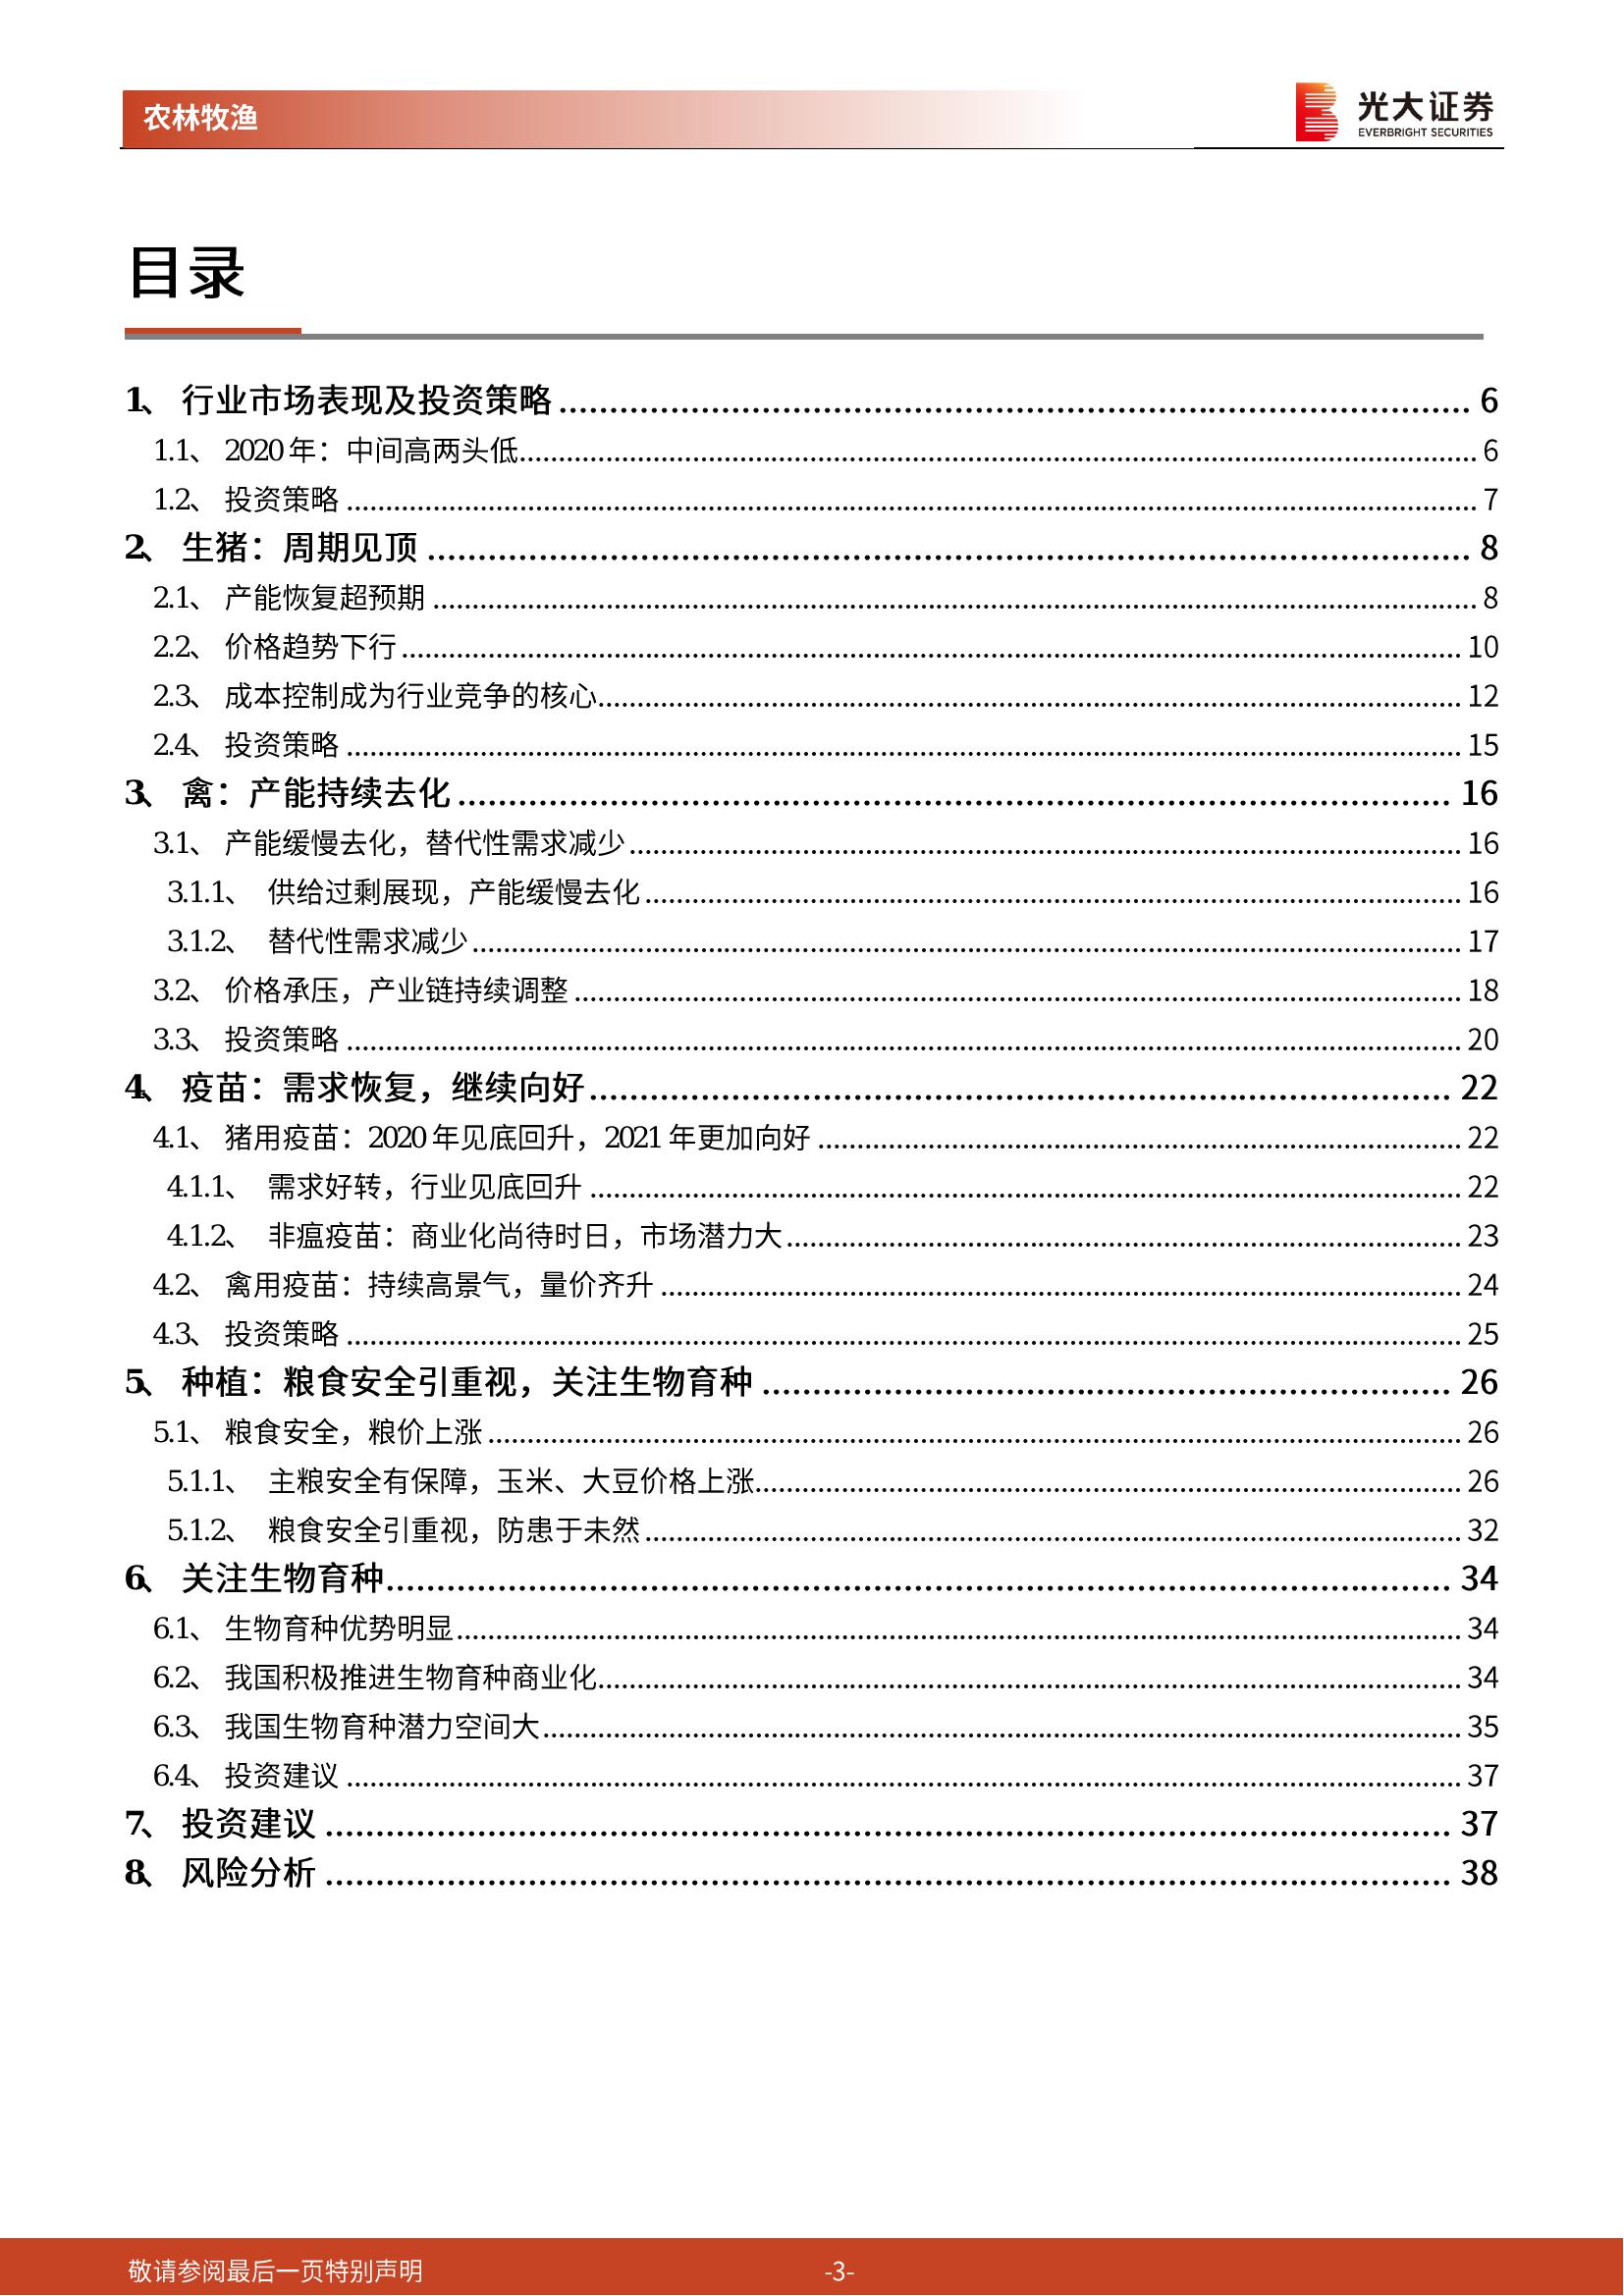 农林牧渔
光大证券
EVERBRIGHT SECURITIES
目录
1、 行业市场表现及投资策略 6
1.1、 2020 年：中间高两头低 6
1.2、 投资策略 7
2、 生猪：周期见顶 8
2.1、 产能恢复超预期 8
2.2、 价格趋势下行 10
2.3、 成本控制成为行业竞争的核心 12
2.4、 投资策略 15
3、 禽：产能持续去化 16
3.1、 产能缓慢去化，替代性需求减少 16
3.1.1、 供给过剩展现，产能缓慢去化 16
3.1.2、 替代性需求减少 17
3.2、 价格承压，产业链持续调整 18
3.3、 投资策略 20
4、 疫苗：需求恢复，继续向好 22
4.1、 猪用疫苗：2020 年见底回升，2021 年更加向好 22
4.1.1、 需求好转，行业见底回升 22
4.1.2、 非瘟疫苗：商业化尚待时日，市场潜力大 23
4.2、 禽用疫苗：持续高景气，量价齐升 24
4.3、 投资策略 25
5、 种植：粮食安全引重视，关注生物育种 26
5.1、 粮食安全，粮价上涨 26
5.1.1、 主粮安全有保障，玉米、大豆价格上涨 26
5.1.2、 粮食安全引重视，防患于未然 32
6、 关注生物育种 34
6.1、 生物育种优势明显 34
6.2、 我国积极推进生物育种商业化 34
6.3、 我国生物育种潜力空间大 35
6.4、 投资建议 37
7、 投资建议 37
8、 风险分析 38
敬请参阅最后一页特别声明 -3-